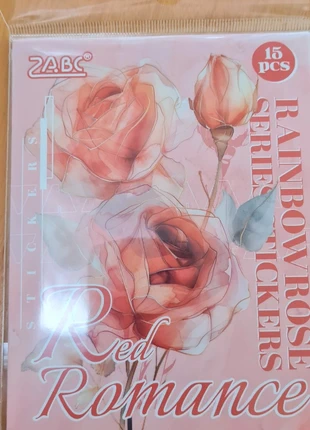 ZABC®
15
pcs
RAINBOW ROSE
SERIES STICKERS
STICKERS
Red
Romance